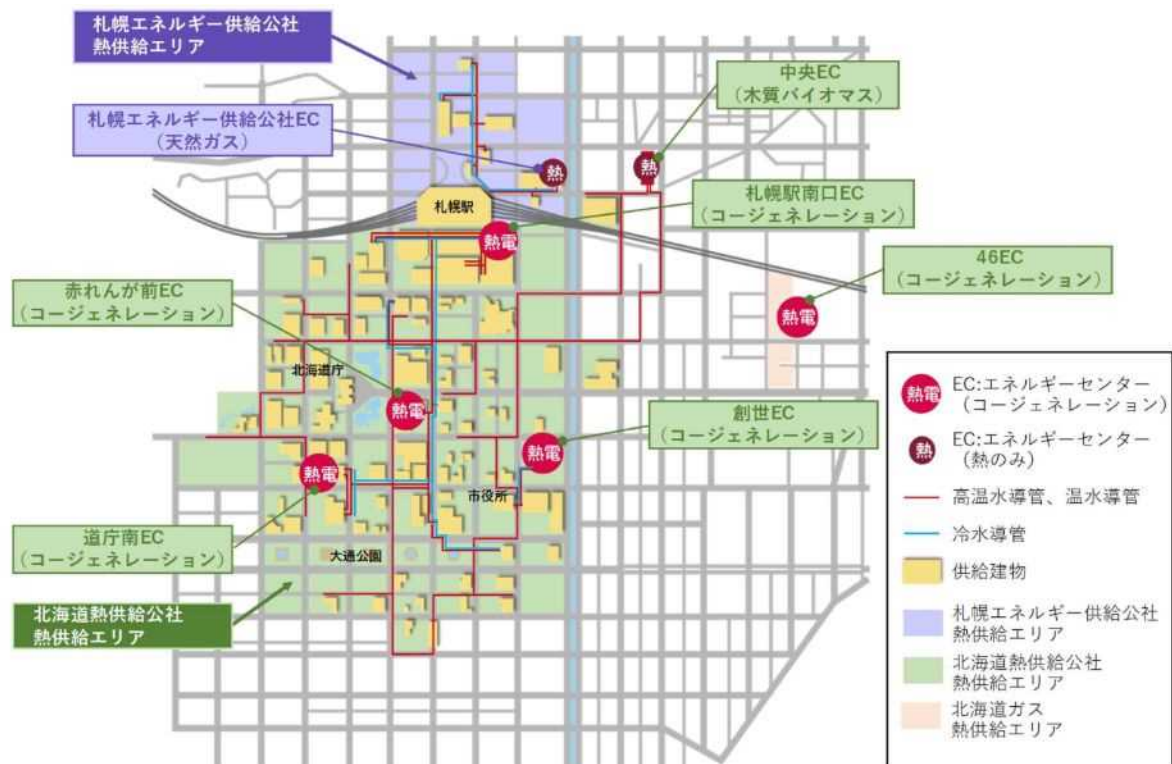 札幌エネルギー供給公社
熱供給エリア
札幌エネルギー供給公社EC
（天然ガス）
中央EC
（木質バイオマス）
熱
熱
札幌駅南口EC
（コージェネレーション）
札幌駅
熱電
46EC
（コージェネレーション）
熱電
赤れんが前EC
（コージェネレーション）
北海道庁
熱電
創世EC
（コージェネレーション）
熱電
熱電
市役所
道庁南EC
（コージェネレーション）
大通公園
北海道熱供給公社
熱供給エリア
熱電
EC:エネルギーセンター
（コージェネレーション）
熱
EC:エネルギーセンター
（熱のみ）
高温水導管、温水導管
冷水導管
供給建物
札幌エネルギー供給公社
熱供給エリア
北海道熱供給公社
熱供給エリア
北海道ガス
熱供給エリア